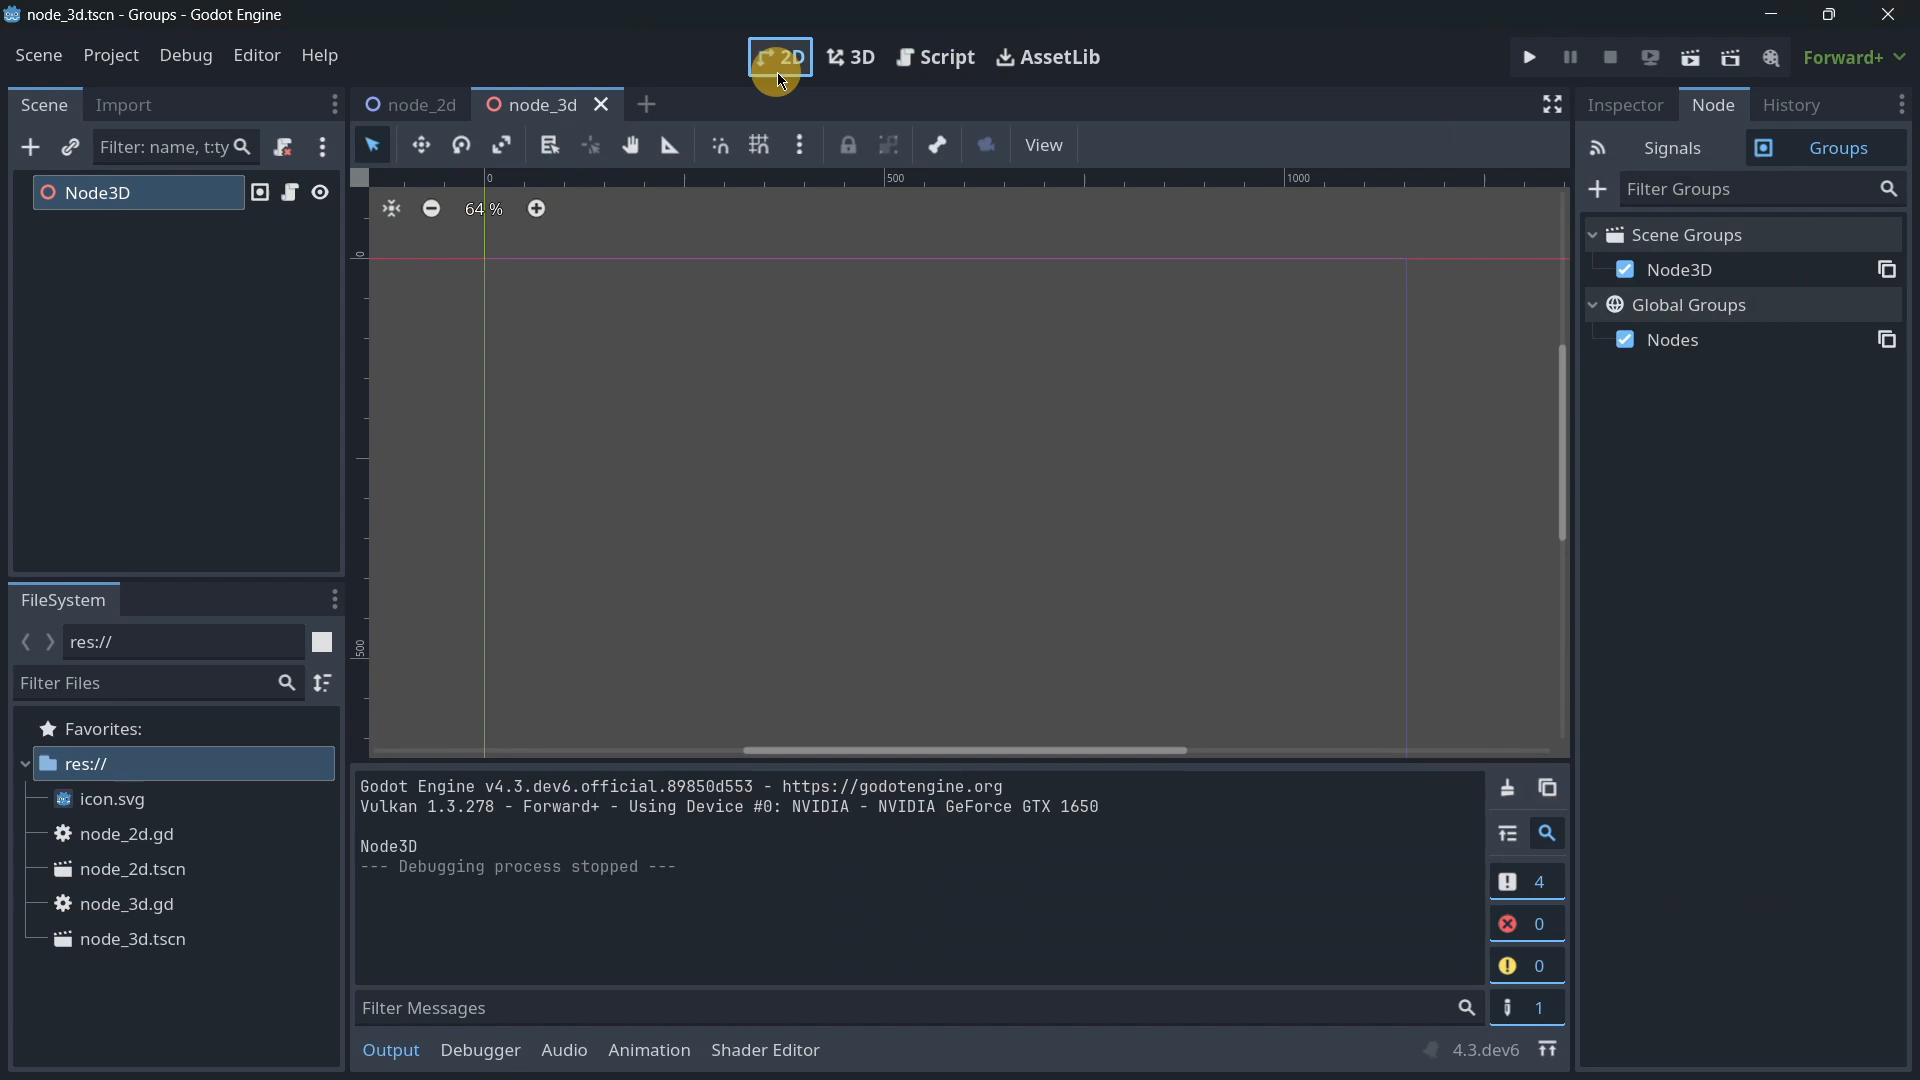 node_3d.tscn - Groups - Godot Engine
Scene Project Debug Editor Help
2D 3D Script AssetLib
Forward+
Scene Import
node_2d node_3d
Inspector Node History
Filter: name, t:ty
View
Signals Groups
0 500 1000
Node3D
Filter Groups
64 %
Scene Groups
0
Node3D
Global Groups
Nodes
FileSystem
500
res://
Filter Files
Favorites:
res://
icon.svg
node_2d.gd
node_2d.tscn
node_3d.gd
node_3d.tscn
Godot Engine v4.3.dev6.official.89850d553 - https://godotengine.org
Vulkan 1.3.278 - Forward+ - Using Device #0: NVIDIA - NVIDIA GeForce GTX 1650
Node3D
--- Debugging process stopped ---
4
0
0
Filter Messages
1
Output Debugger Audio Animation Shader Editor
4.3.dev6